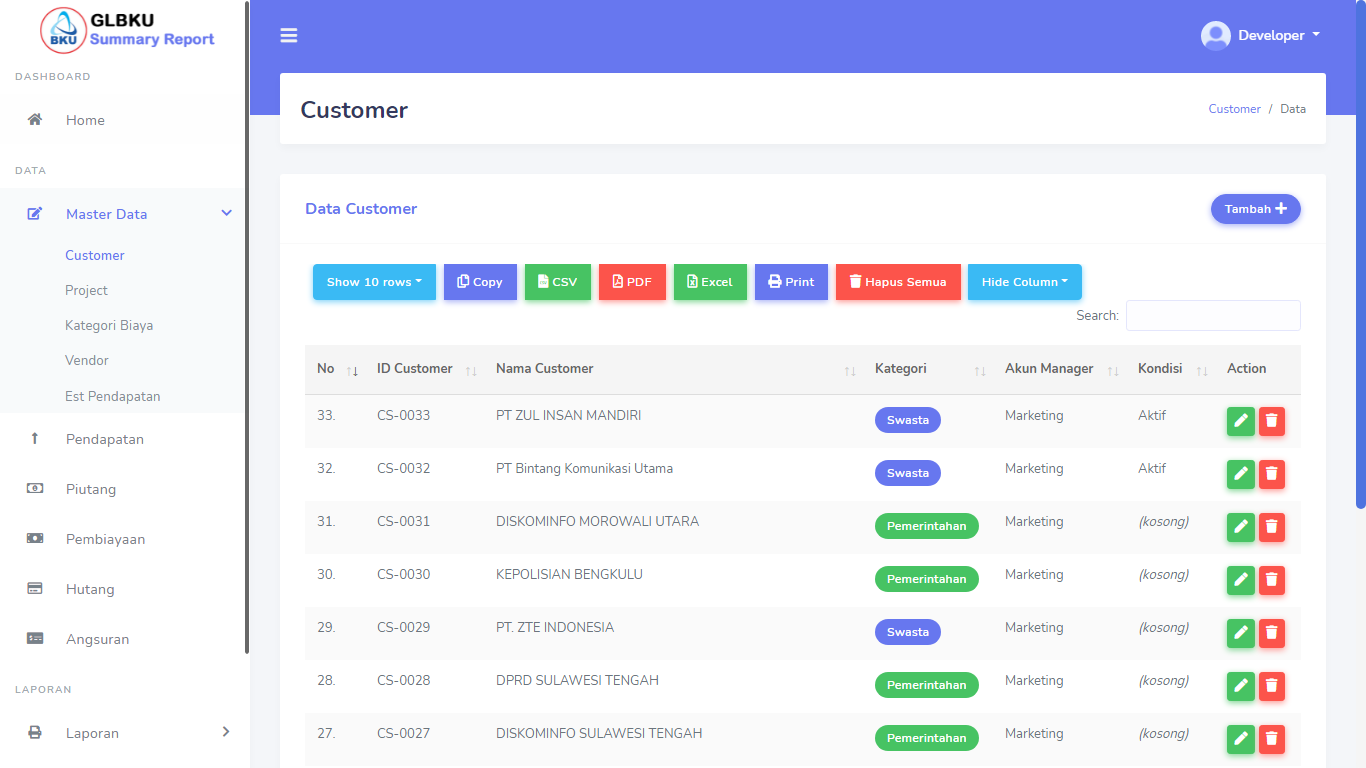 GLBKU
BKU
Summary Report
DASHBOARD
Home
DATA
Master Data
Customer
Project
Kategori Biaya
Vendor
Est Pendapatan
Pendapatan
Piutang
Pembiayaan
Hutang
Angsuran
LAPORAN
Laporan
Developer
Customer
Customer / Data
Data Customer
Tambah
Show 10 rows
Copy
CSV
PDF
Excel
Print
Hapus Semua
Hide Column
Search:
No ID Customer Nama Customer Kategori Akun Manager Kondisi Action
33. CS-0033 PT ZUL INSAN MANDIRI Swasta Marketing Aktif
32. CS-0032 PT Bintang Komunikasi Utama Swasta Marketing Aktif
31. CS-0031 DISKOMINFO MOROWALI UTARA Pemerintahan Marketing (kosong)
30. CS-0030 KEPOLISIAN BENGKULU Pemerintahan Marketing (kosong)
29. CS-0029 PT. ZTE INDONESIA Swasta Marketing (kosong)
28. CS-0028 DPRD SULAWESI TENGAH Pemerintahan Marketing (kosong)
27. CS-0027 DISKOMINFO SULAWESI TENGAH Pemerintahan Marketing (kosong)